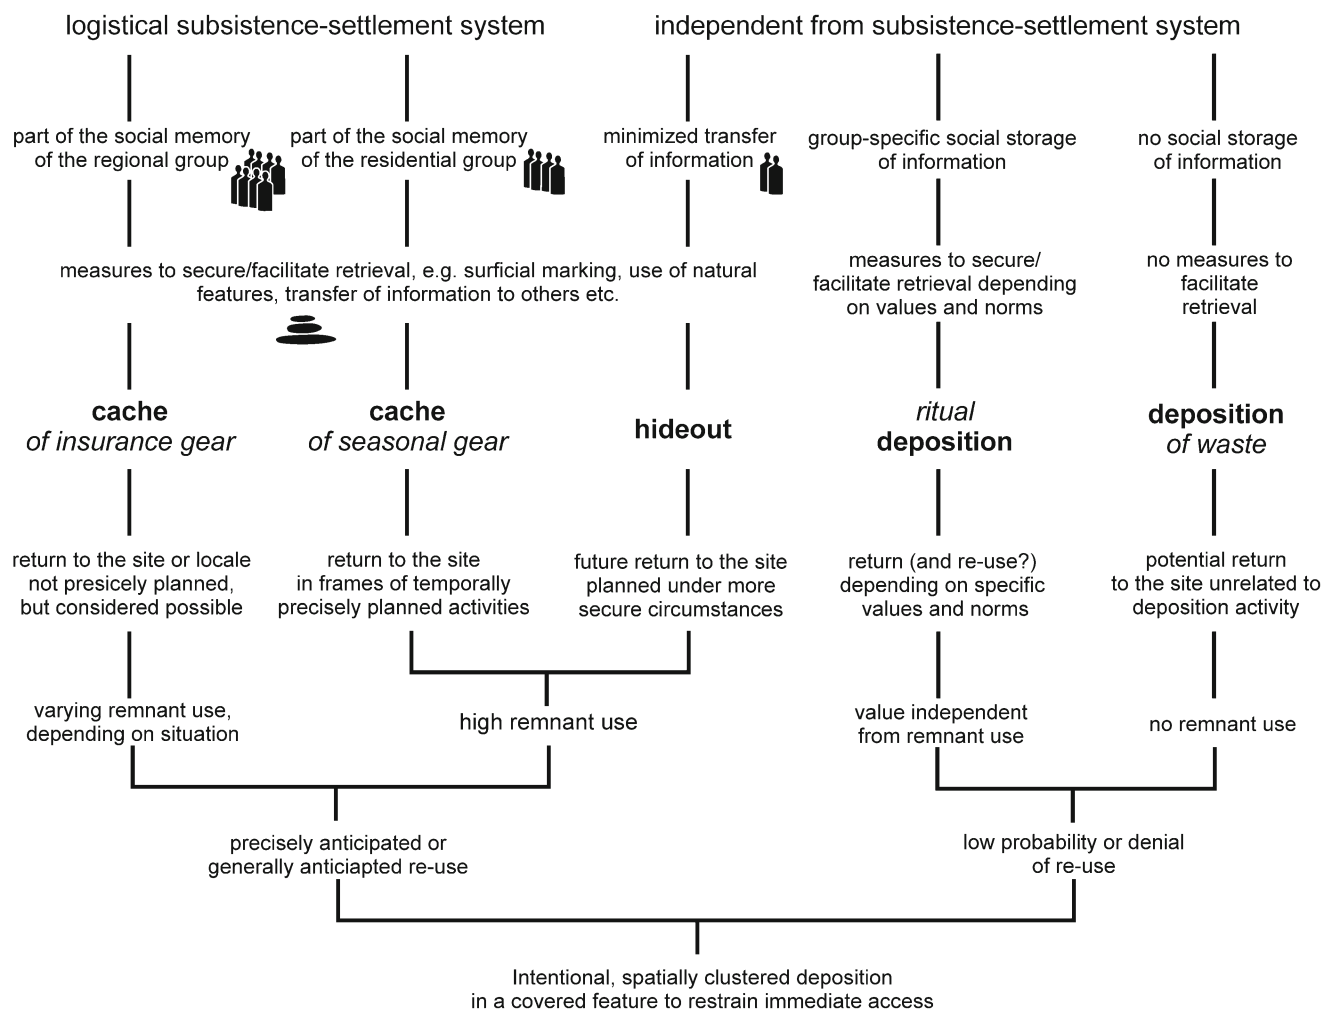 logistical subsistence-settlement system
independent from subsistence-settlement system
part of the social memory
of the regional group
part of the social memory
of the residential group
minimized transfer
of information
group-specific social storage
of information
no social storage
of information
measures to secure/facilitate retrieval, e.g. surficial marking, use of natural
features, transfer of information to others etc.
measures to secure/
facilitate retrieval depending
on values and norms
no measures to
facilitate
retrieval
cache
of insurance gear
cache
of seasonal gear
hideout
ritual
deposition
deposition
of waste
return to the site or locale
not presicely planned,
but considered possible
return to the site
in frames of temporally
precisely planned activities
future return to the site
planned under more
secure circumstances
return (and re-use?)
depending on specific
values and norms
potential return
to the site unrelated to
deposition activity
varying remnant use,
depending on situation
high remnant use
value independent
from remnant use
no remnant use
precisely anticipated or
generally anticiapted re-use
low probability or denial
of re-use
Intentional, spatially clustered deposition
in a covered feature to restrain immediate access